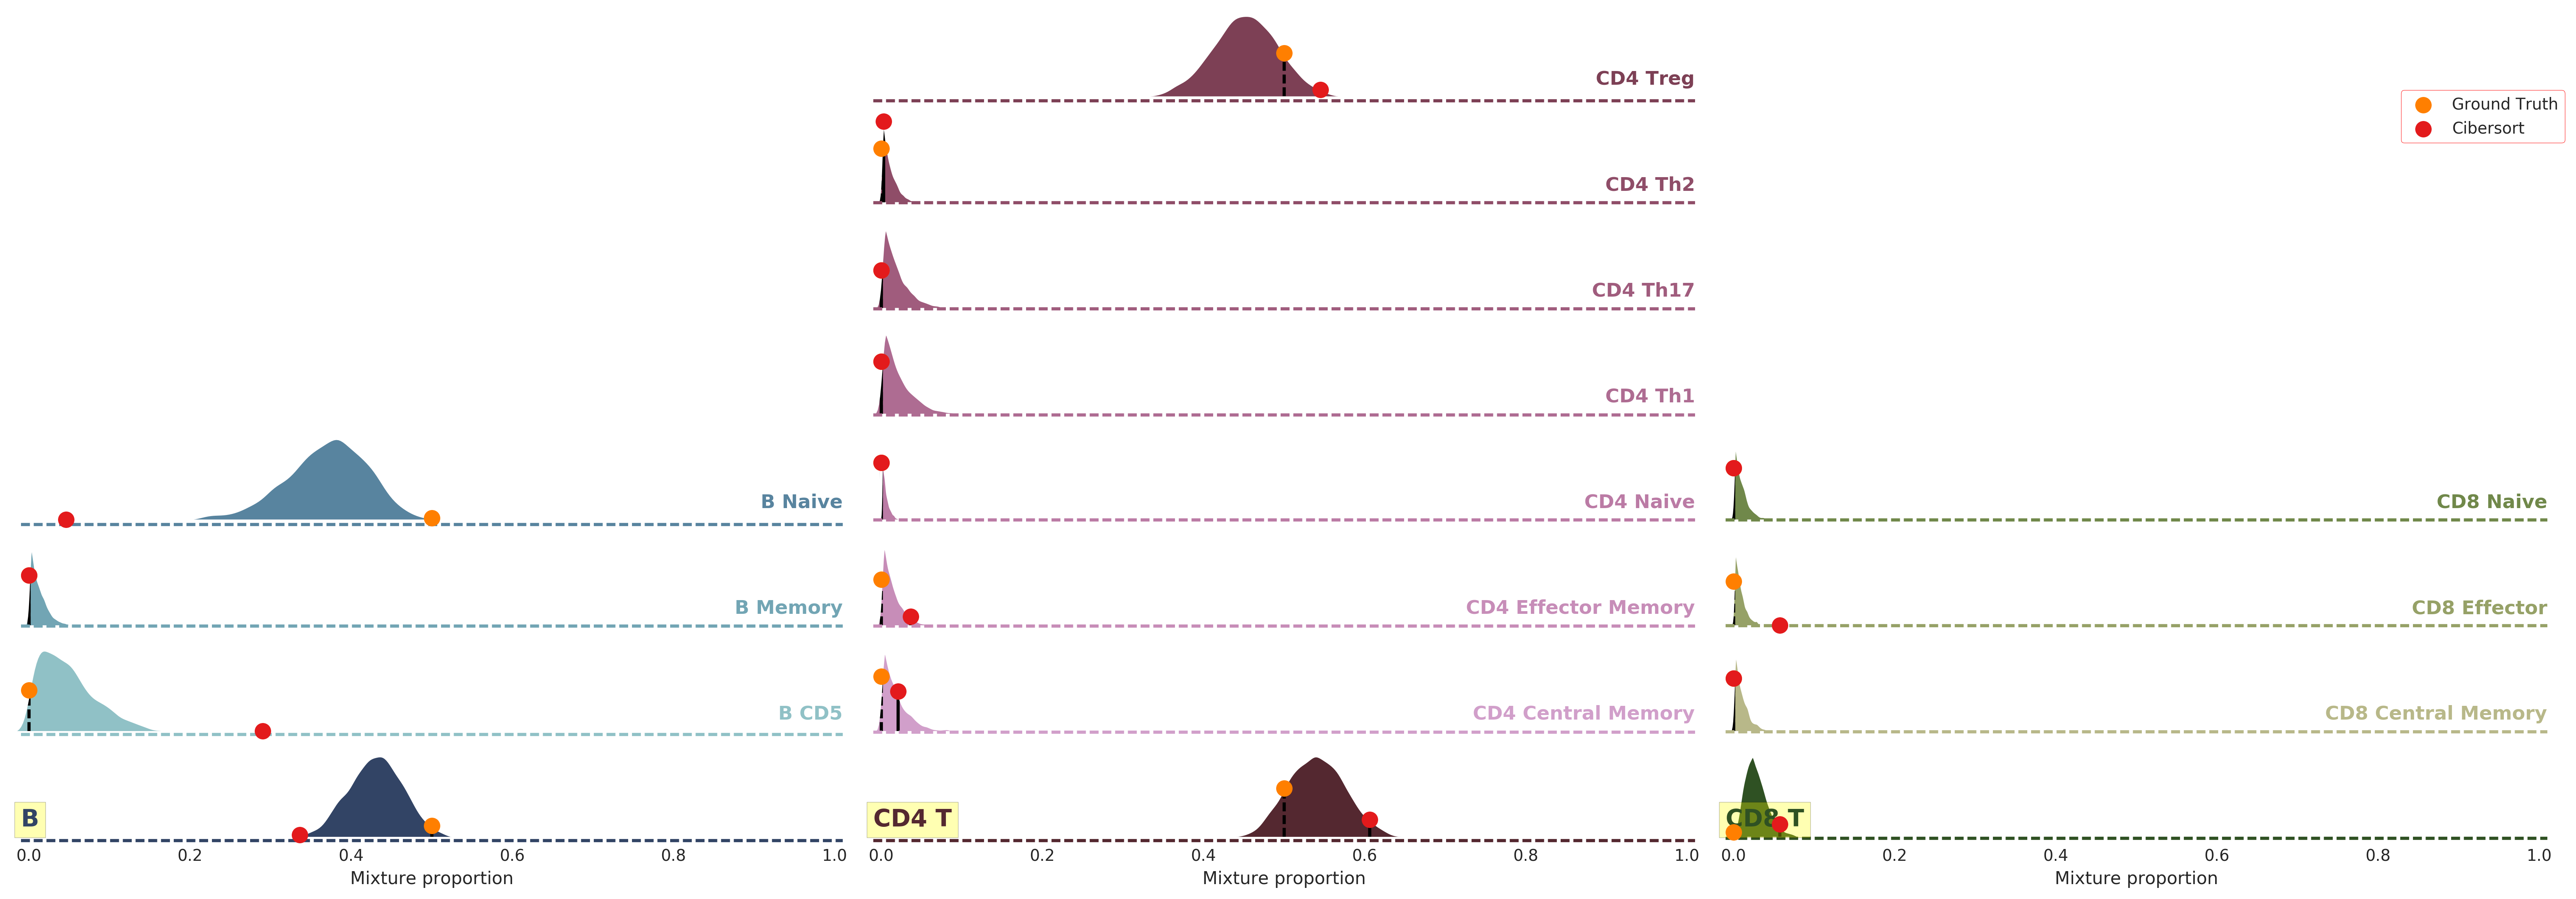 CD4 Treg
Ground Truth
Cibersort
CD4 Th2
CD4 Th17
CD4 Th1
B Naive
CD4 Naive
CD8 Naive
B Memory
CD4 Effector Memory
CD8 Effector
B CD5
CD4 Central Memory
CD8 Central Memory
B
CD4 T
CD8 T
0.0 0.2 0.4 0.6 0.8 1.0
0.0 0.2 0.4 0.6 0.8 1.0
0.0 0.2 0.4 0.6 0.8 1.0
Mixture proportion
Mixture proportion
Mixture proportion